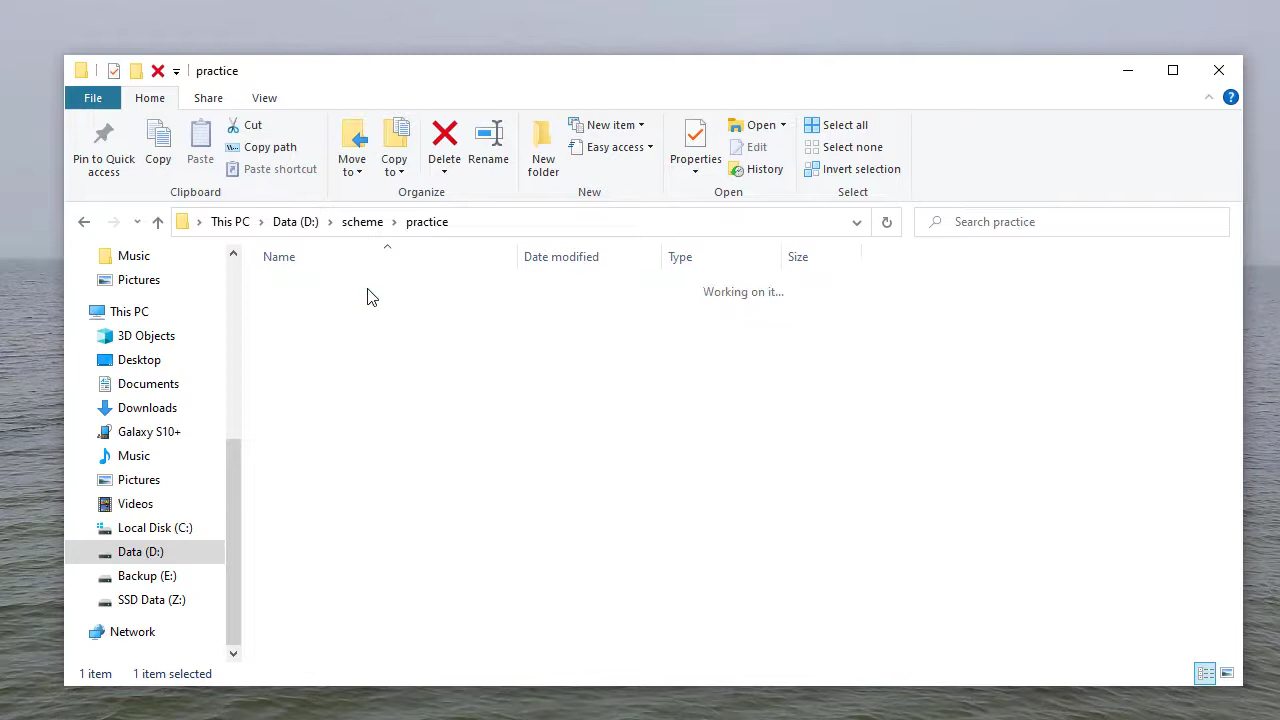 practice
File Home Share View
Pin to Quick access
Copy
Paste
Cut
Copy path
Paste shortcut
Clipboard
Move to
Copy to
Delete
Rename
Organize
New folder
New item
Easy access
New
Properties
Open
Edit
History
Open
Select all
Select none
Invert selection
Select
This PC Data (D:) scheme practice
Search practice
Name Date modified Type Size
Working on it...
Music
Pictures
This PC
3D Objects
Desktop
Documents
Downloads
Galaxy S10+
Music
Pictures
Videos
Local Disk (C:)
Data (D:)
Backup (E:)
SSD Data (Z:)
Network
1 item 1 item selected